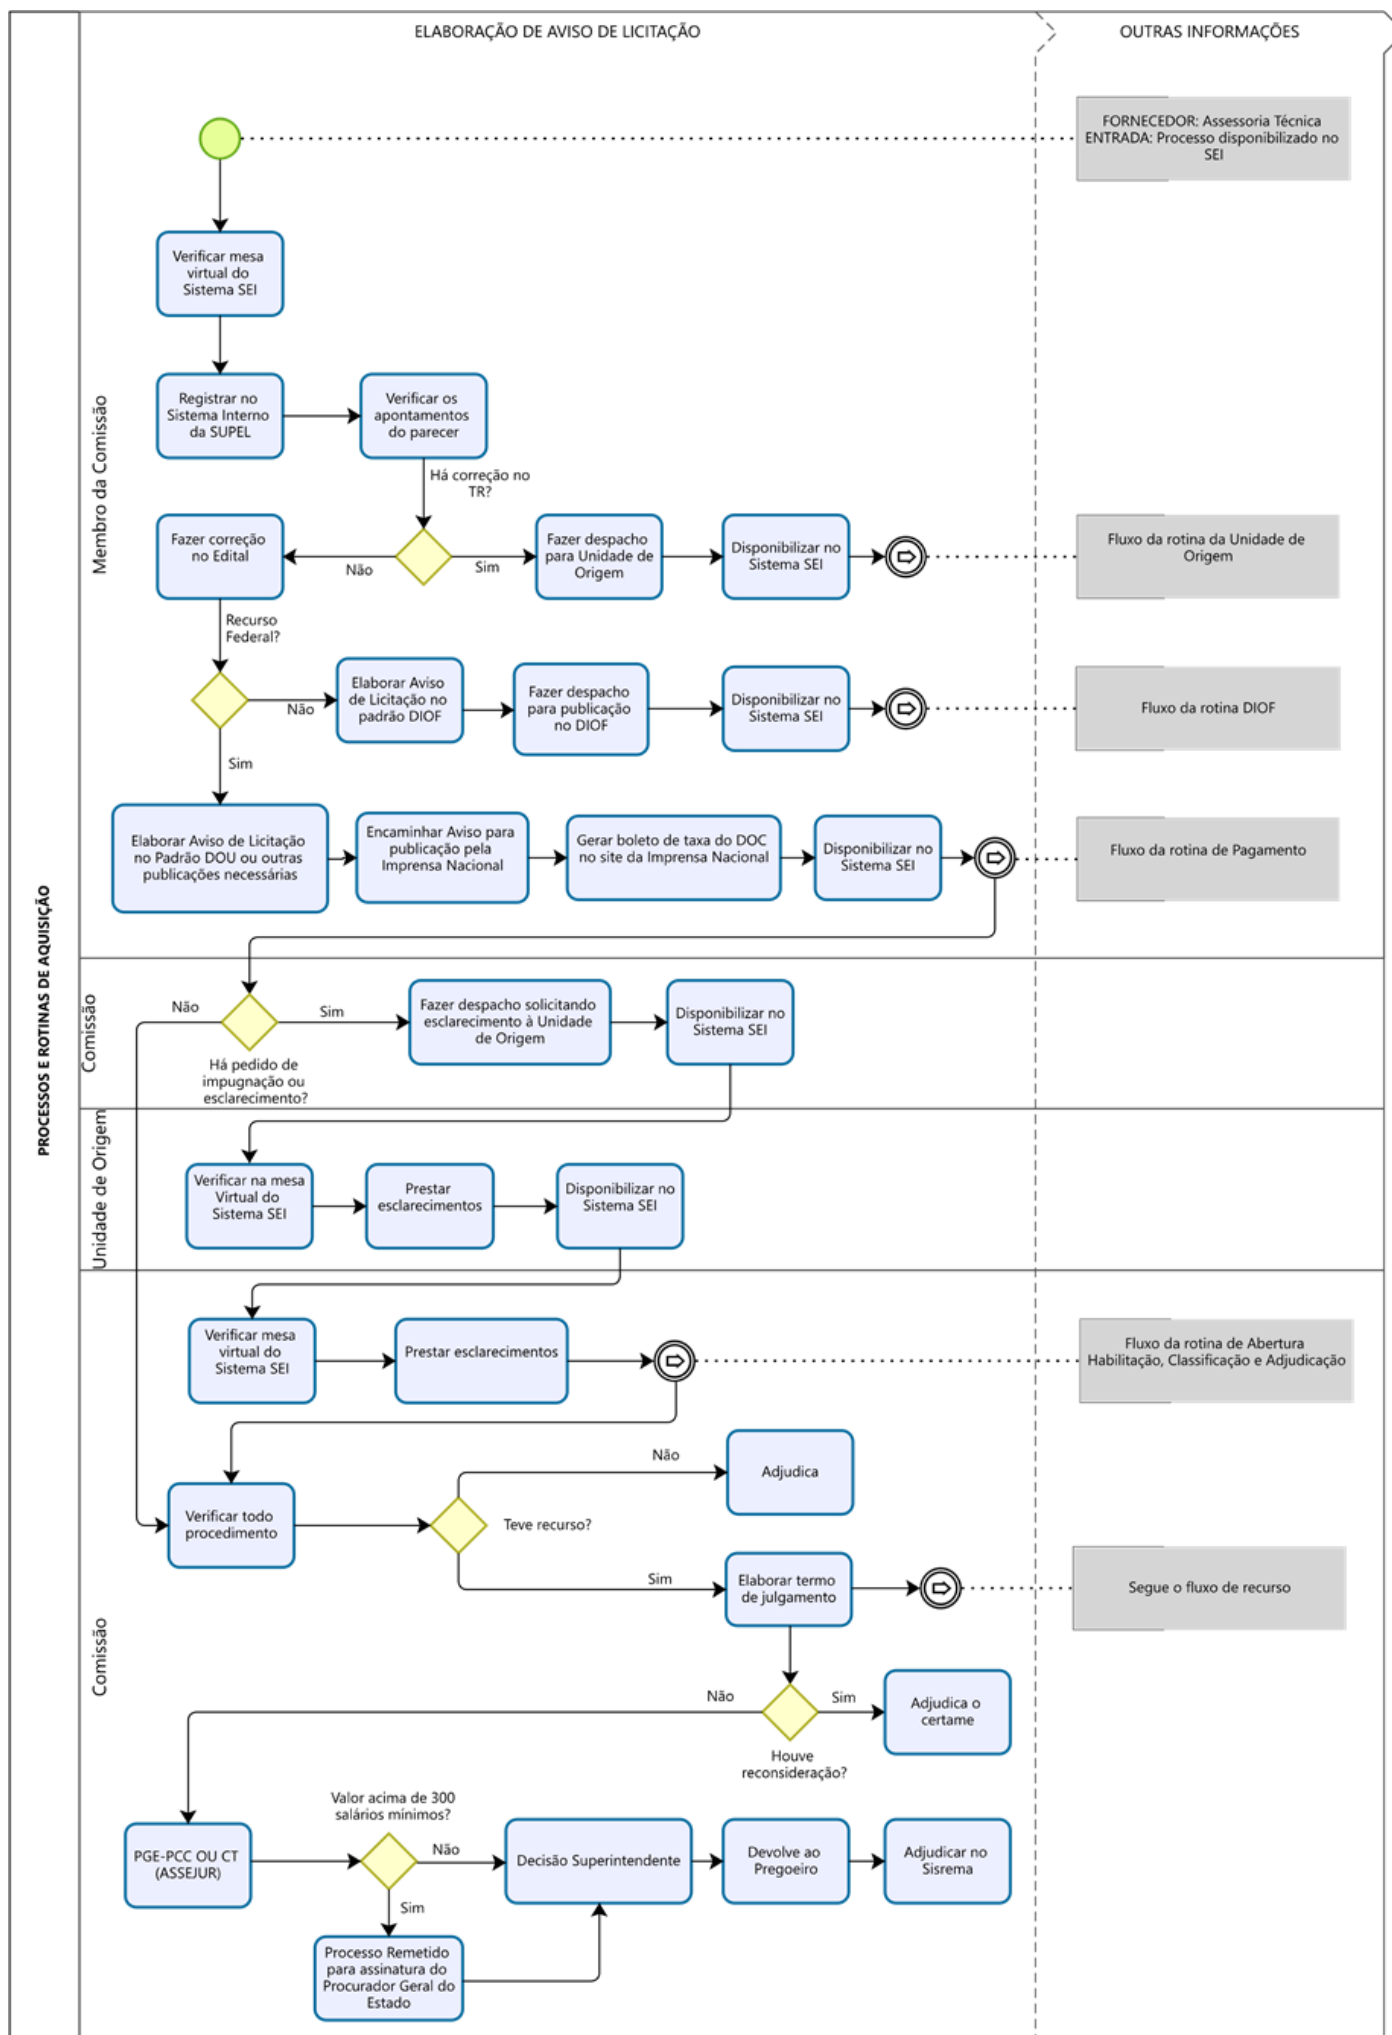 ELABORAÇÃO DE AVISO DE LICITAÇÃO
OUTRAS INFORMAÇÕES
PROCESSOS E ROTINAS DE AQUISIÇÃO
Membro da Comissão
FORNECEDOR: Assessoria Técnica
ENTRADA: Processo disponibilizado no
SEI
Verificar mesa
virtual do
Sistema SEI
Registrar no
Sistema Interno
da SUPEL
Verificar os
apontamentos
do parecer
Há correção no
TR?
Fazer correção
no Edital
Não
Sim
Fazer despacho
para Unidade de
Origem
Disponibilizar no
Sistema SEI
Fluxo da rotina da Unidade de
Origem
Recurso
Federal?
Não
Elaborar Aviso
de Licitação no
padrão DIOF
Fazer despacho
para publicação
no DIOF
Disponibilizar no
Sistema SEI
Fluxo da rotina DIOF
Sim
Elaborar Aviso de Licitação
no Padrão DOU ou outras
publicações necessárias
Encaminhar Aviso para
publicação pela
Imprensa Nacional
Gerar boleto de taxa do DOC
no site da Imprensa Nacional
Disponibilizar no
Sistema SEI
Fluxo da rotina de Pagamento
Comissão
Não
Sim
Há pedido de
impugnação ou
esclarecimento?
Fazer despacho solicitando
esclarecimento à Unidade
de Origem
Disponibilizar no
Sistema SEI
Unidade de Origem
Verificar na mesa
Virtual do
Sistema SEI
Prestar
esclarecimentos
Disponibilizar no
Sistema SEI
Comissão
Verificar mesa
virtual do
Sistema SEI
Prestar esclarecimentos
Fluxo da rotina de Abertura
Habilitação, Classificação e Adjudicação
Não
Adjudica
Verificar todo
procedimento
Teve recurso?
Sim
Elaborar termo
de julgamento
Segue o fluxo de recurso
Não
Sim
Adjudica o
certame
Houve
reconsideração?
Valor acima de 300
salários mínimos?
PGE-PCC OU CT
(ASSEJUR)
Não
Decisão Superintendente
Devolve ao
Pregoeiro
Adjudicar no
Sisrema
Sim
Processo Remetido
para assinatura do
Procurador Geral do
Estado